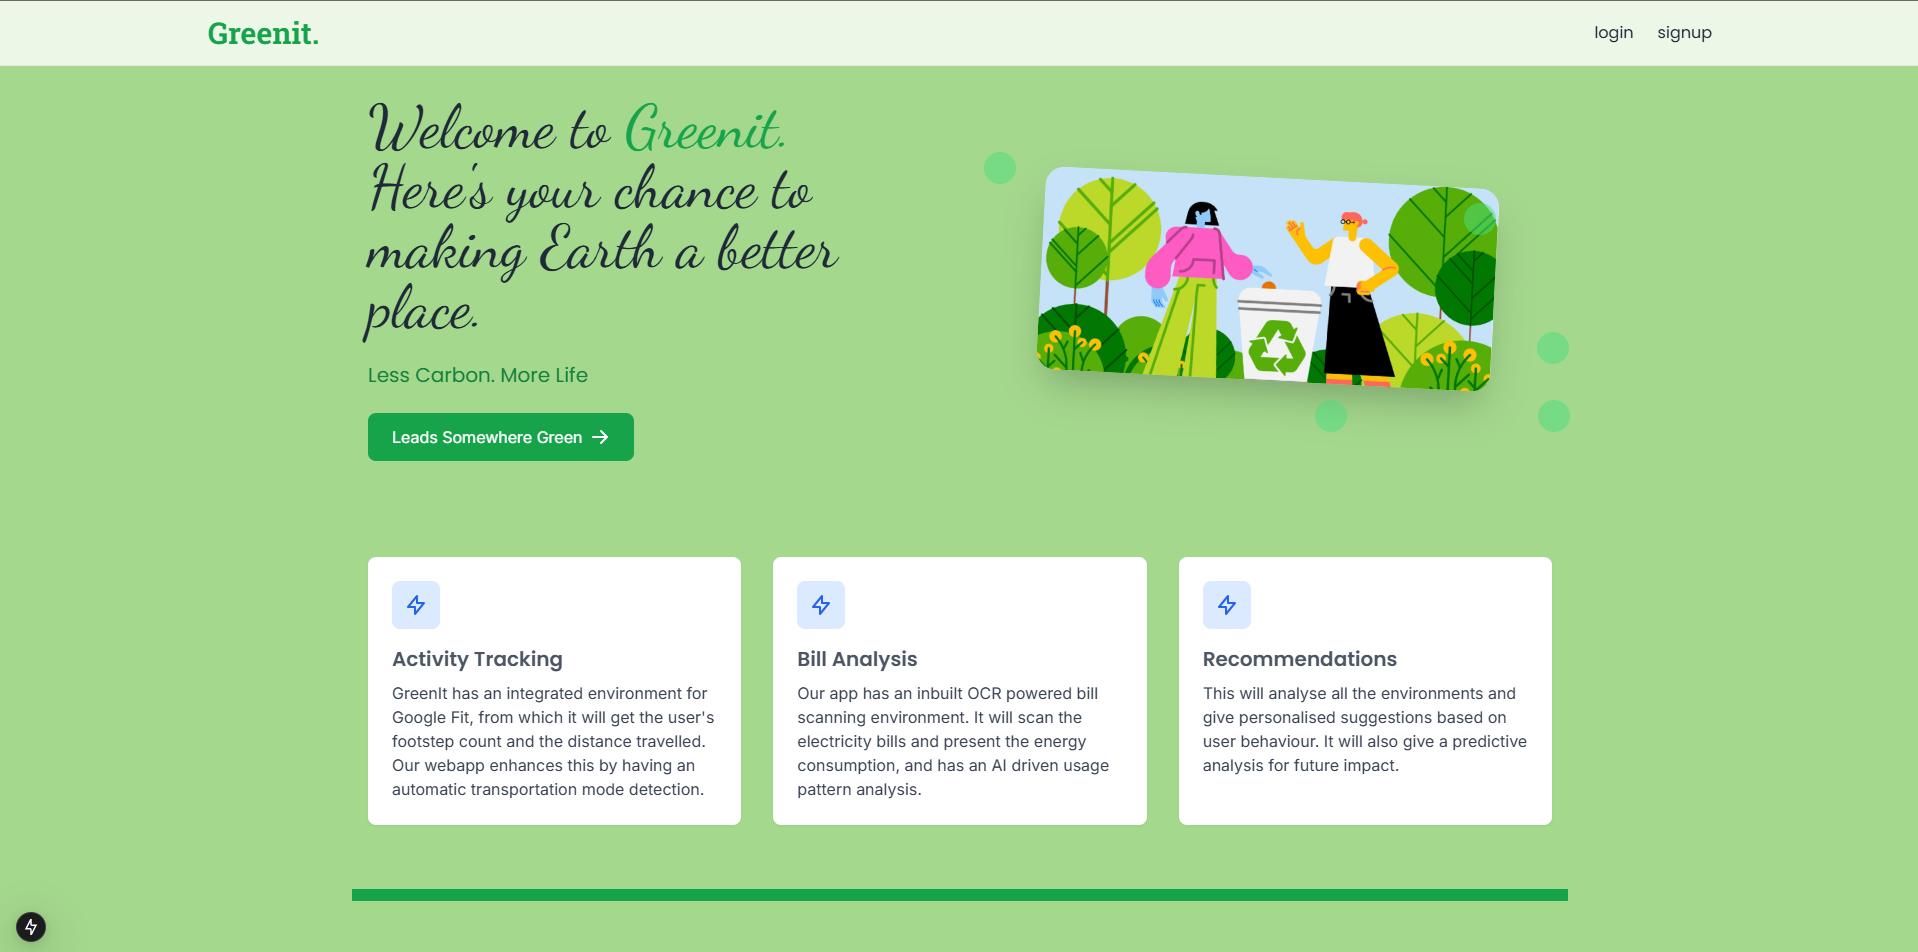 Greenit.
login signup
Welcome to Greenit.
Here's your chance to
making Earth a better
place.
Less Carbon. More Life
Leads Somewhere Green
Activity Tracking
GreenIt has an integrated environment for
Google Fit, from which it will get the user's
footstep count and the distance travelled.
Our webapp enhances this by having an
automatic transportation mode detection.
Bill Analysis
Our app has an inbuilt OCR powered bill
scanning environment. It will scan the
electricity bills and present the energy
consumption, and has an AI driven usage
pattern analysis.
Recommendations
This will analyse all the environments and
give personalised suggestions based on
user behaviour. It will also give a predictive
analysis for future impact.